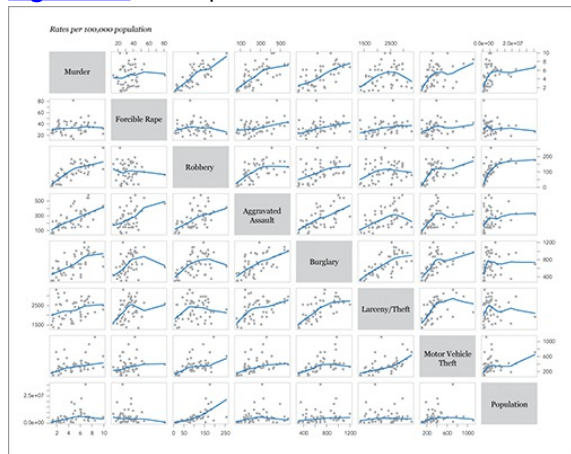 Rates per 100,000 population
20 40 60 80
100 300 500
1500 2500
0.0e+00 2.0e+07
Murder
10
8
6
4
2
80
60
40
20
Forcible Rape
Robbery
200
100
0
500
300
100
Aggravated
Assault
Burglary
1200
800
400
2500
1500
Larceny/Theft
Motor Vehicle
Theft
1000
600
200
2.5e+07
0.0e+00
Population
2 4 6 8 10
0 50 150 250
400 800 1200
200 600 1000